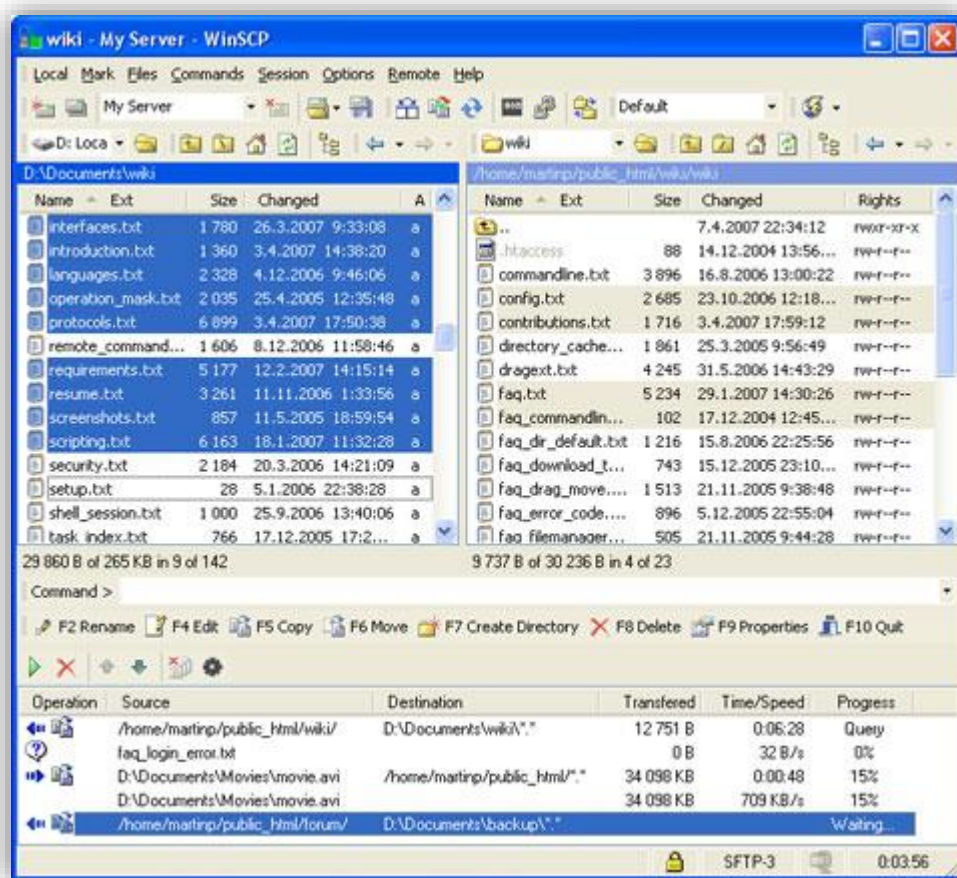 wiki - My Server - WinSCP
Local Mark Files Commands Session Options Remote Help
My Server Default
D: Loca wiki
D:\Documents\wiki /home/martinp/public_html/wiki/wiki
Name Ext Size Changed A Name Ext Size Changed Rights
interfaces.txt 1 780 26.3.2007 9:33:08 a .. 7.4.2007 22:34:12 rwxr-xr-x
introduction.txt 1 360 3.4.2007 14:38:20 a .htaccess 88 14.12.2004 13:56... rw-r--r--
languages.txt 2 328 4.12.2006 9:46:06 a commandline.txt 3 896 16.8.2006 13:00:22 rw-r--r--
operation_mask.txt 2 035 25.4.2005 12:35:48 a config.txt 2 685 23.10.2006 12:18... rw-r--r--
protocols.txt 6 899 3.4.2007 17:50:38 a contributions.txt 1 716 3.4.2007 17:59:12 rw-r--r--
remote_command... 1 606 8.12.2006 11:58:46 a directory_cache... 1 861 25.3.2005 9:56:49 rw-r--r--
requirements.txt 5 177 12.2.2007 14:15:14 a dragext.txt 4 245 31.5.2006 14:43:29 rw-r--r--
resume.txt 3 261 11.11.2006 1:33:56 a faq.txt 5 234 29.1.2007 14:30:26 rw-r--r--
screenshots.txt 857 11.5.2005 18:59:54 a faq_commandlin... 102 17.12.2004 12:45... rw-r--r--
scripting.txt 6 163 18.1.2007 11:32:28 a faq_dir_default.txt 1 216 15.8.2006 22:25:56 rw-r--r--
security.txt 2 184 20.3.2006 14:21:09 a faq_download_t... 743 15.12.2005 23:10... rw-r--r--
setup.txt 28 5.1.2006 22:38:28 a faq_drag_move.... 1 513 21.11.2005 9:38:48 rw-r--r--
shell_session.txt 1 000 25.9.2006 13:40:06 a faq_error_code.... 896 5.12.2005 22:55:04 rw-r--r--
task_index.txt 766 17.12.2005 17:2... a faq_filemanager... 505 21.11.2005 9:44:28 rw-r--r--
29 860 B of 265 KB in 9 of 142 9 737 B of 30 236 B in 4 of 23
Command >
F2 Rename F4 Edit F5 Copy F6 Move F7 Create Directory F8 Delete F9 Properties F10 Quit
Operation Source Destination Transfered Time/Speed Progress
/home/martinp/public_html/wiki/ D:\Documents\wiki\*.* 12 751 B 0:06:28 Query
faq_login_error.txt 0 B 32 B/s 0%
D:\Documents\Movies\movie.avi /home/martinp/public_html/*.* 34 098 KB 0:00:48 15%
D:\Documents\Movies\movie.avi 34 098 KB 709 KB/s 15%
/home/martinp/public_html/forum/ D:\Documents\backup\*.* Waiting...
SFTP-3 0:03:56